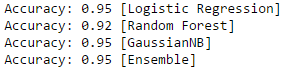 Accuracy: 0.95 [Logistic Regression]
Accuracy: 0.92 [Random Forest]
Accuracy: 0.95 [GaussianNB]
Accuracy: 0.95 [Ensemble]